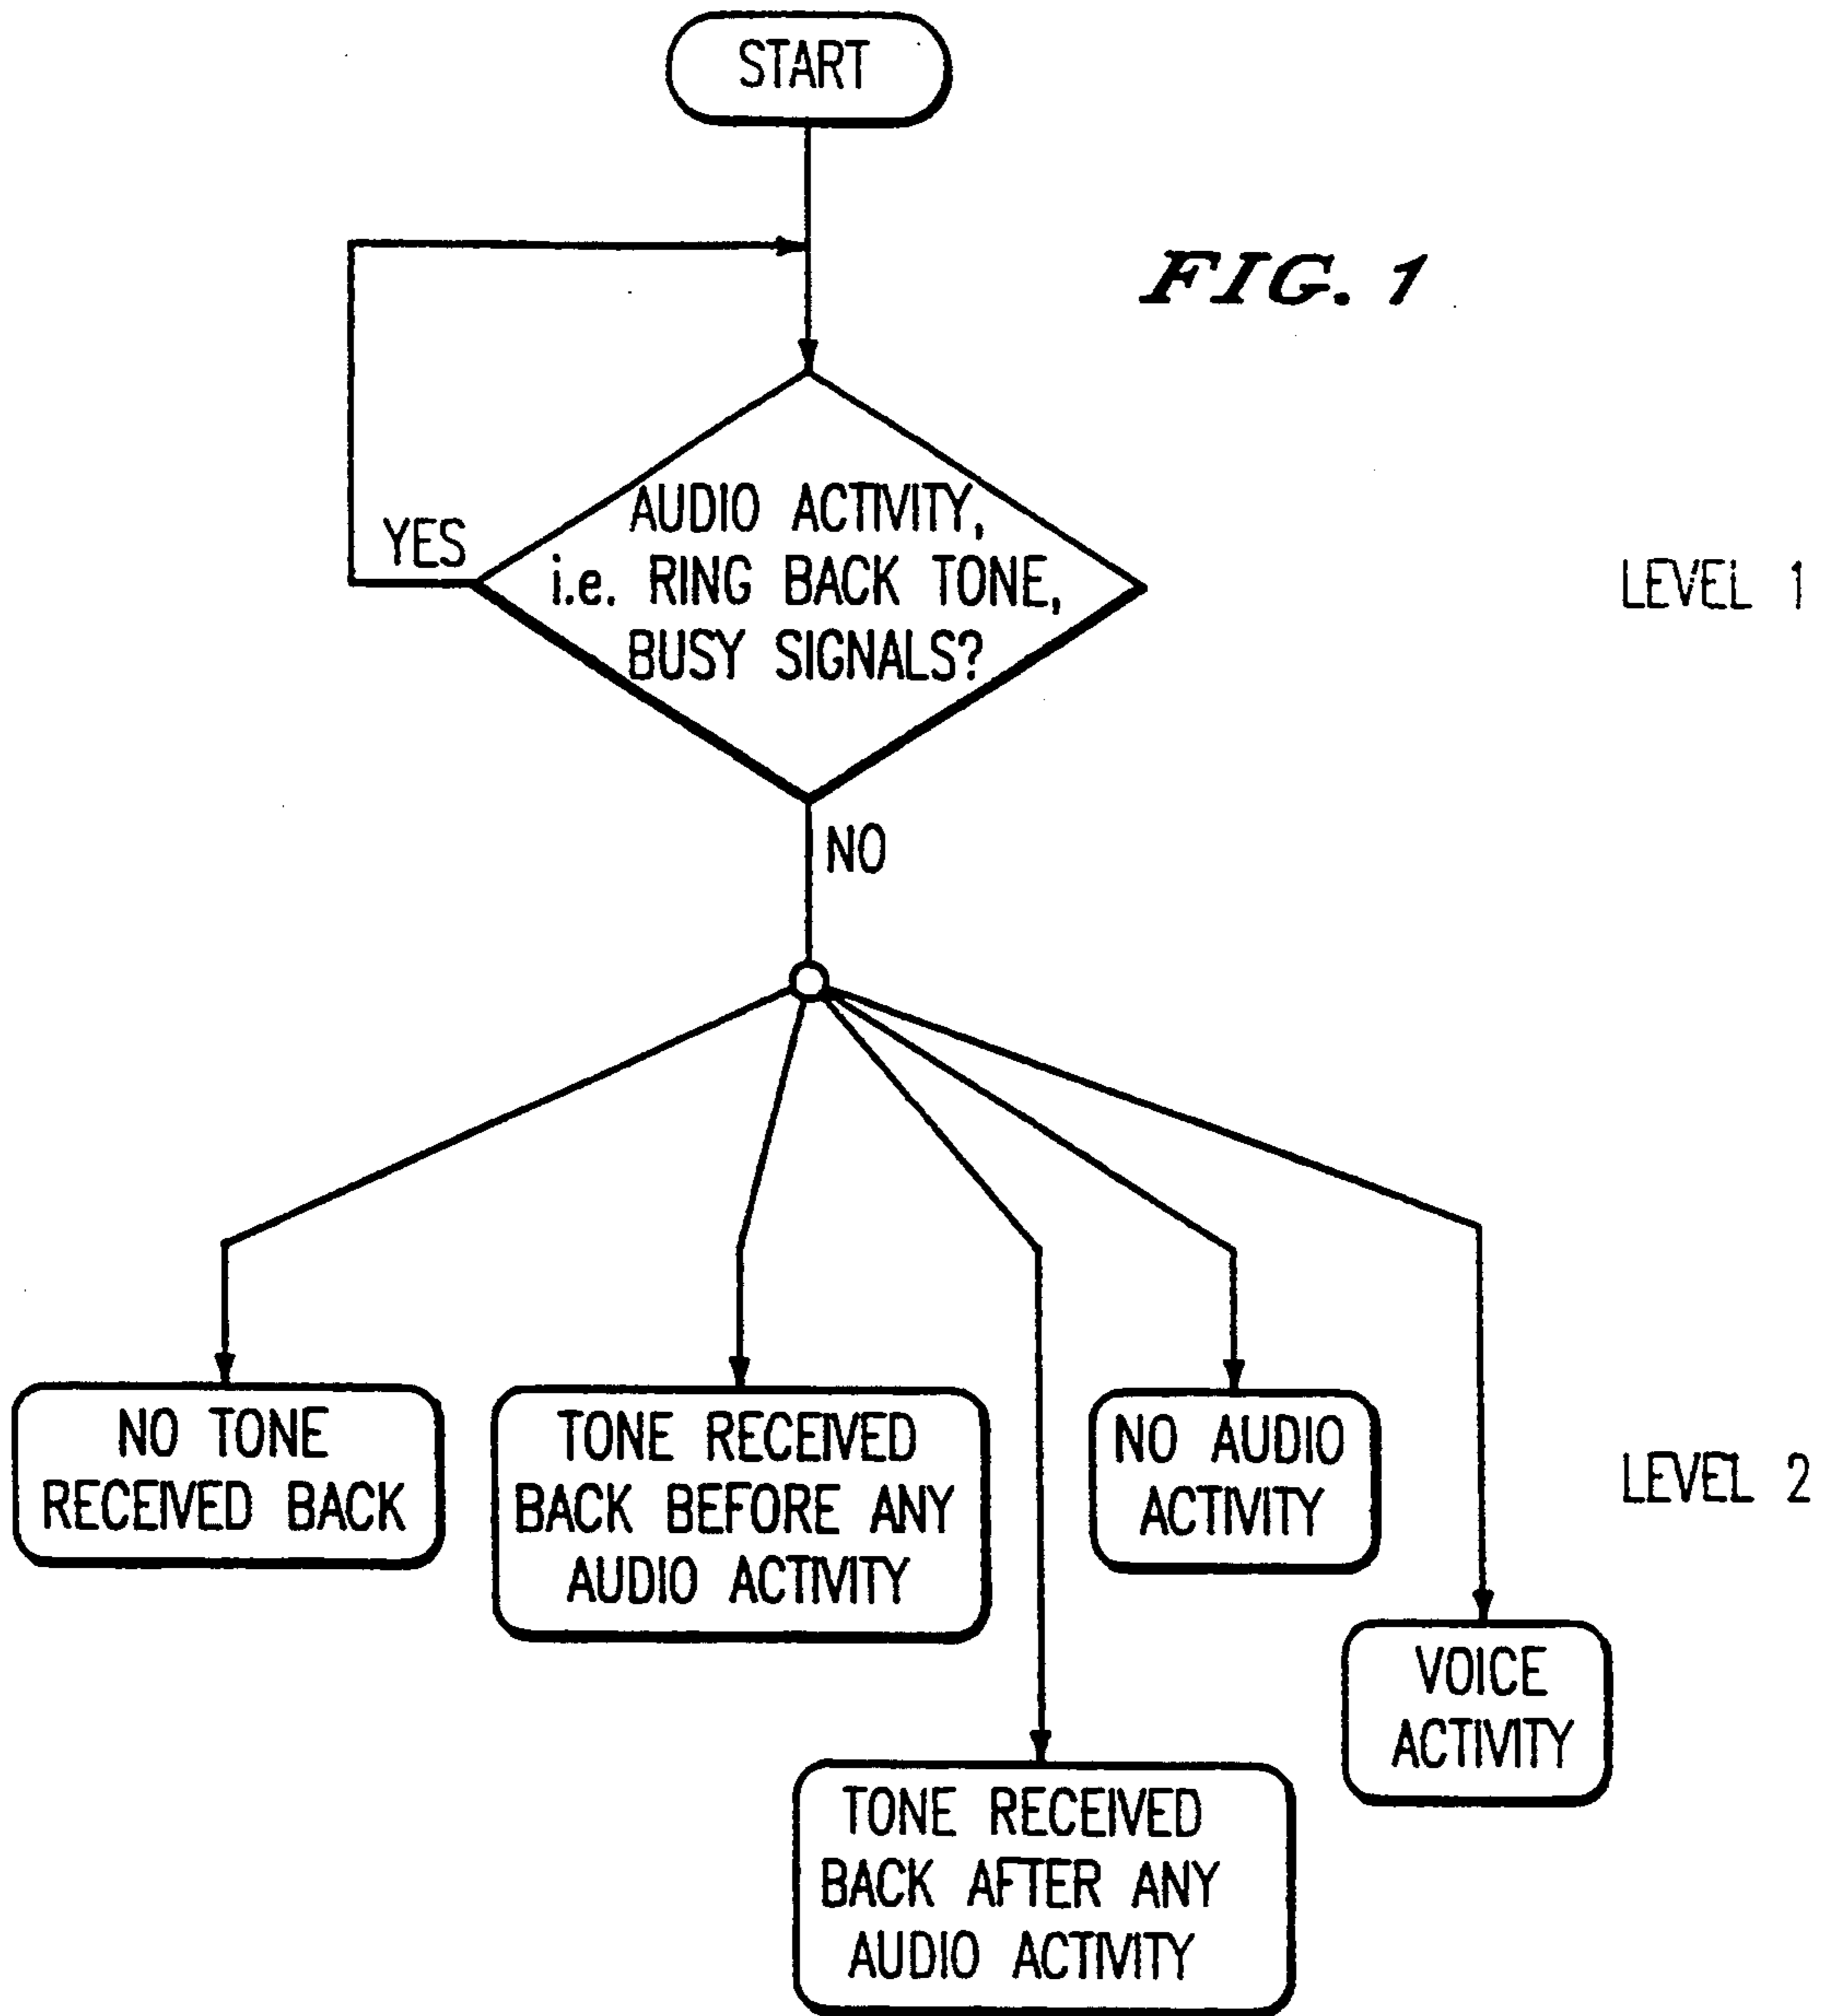 START
FIG. 1
AUDIO ACTIVITY,
i.e. RING BACK TONE,
BUSY SIGNALS?
YES
LEVEL 1
NO
NO TONE
RECEIVED BACK
TONE RECEIVED
BACK BEFORE ANY
AUDIO ACTIVITY
NO AUDIO
ACTIVITY
LEVEL 2
VOICE
ACTIVITY
TONE RECEIVED
BACK AFTER ANY
AUDIO ACTIVITY